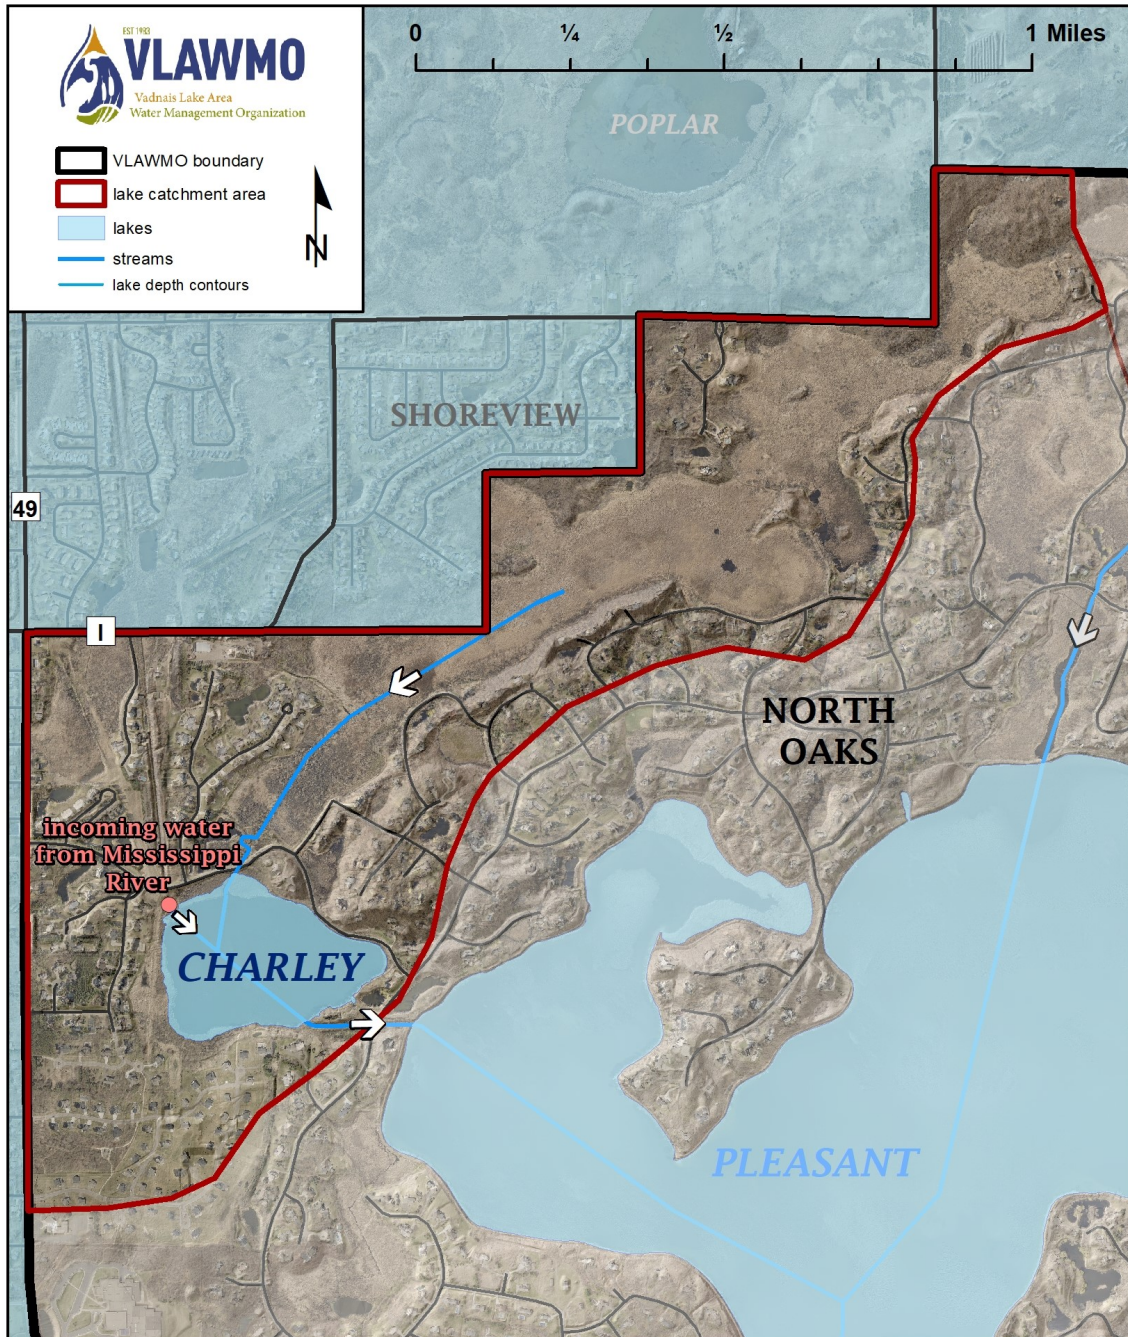 EST 1983
VLAWMO
Vadnais Lake Area
Water Management Organization
VLAWMO boundary
lake catchment area
lakes
streams
lake depth contours
N
0 ¼ ½ 1 Miles
POPLAR
SHOREVIEW
49
I
NORTH
OAKS
incoming water
from Mississippi
River
CHARLEY
PLEASANT